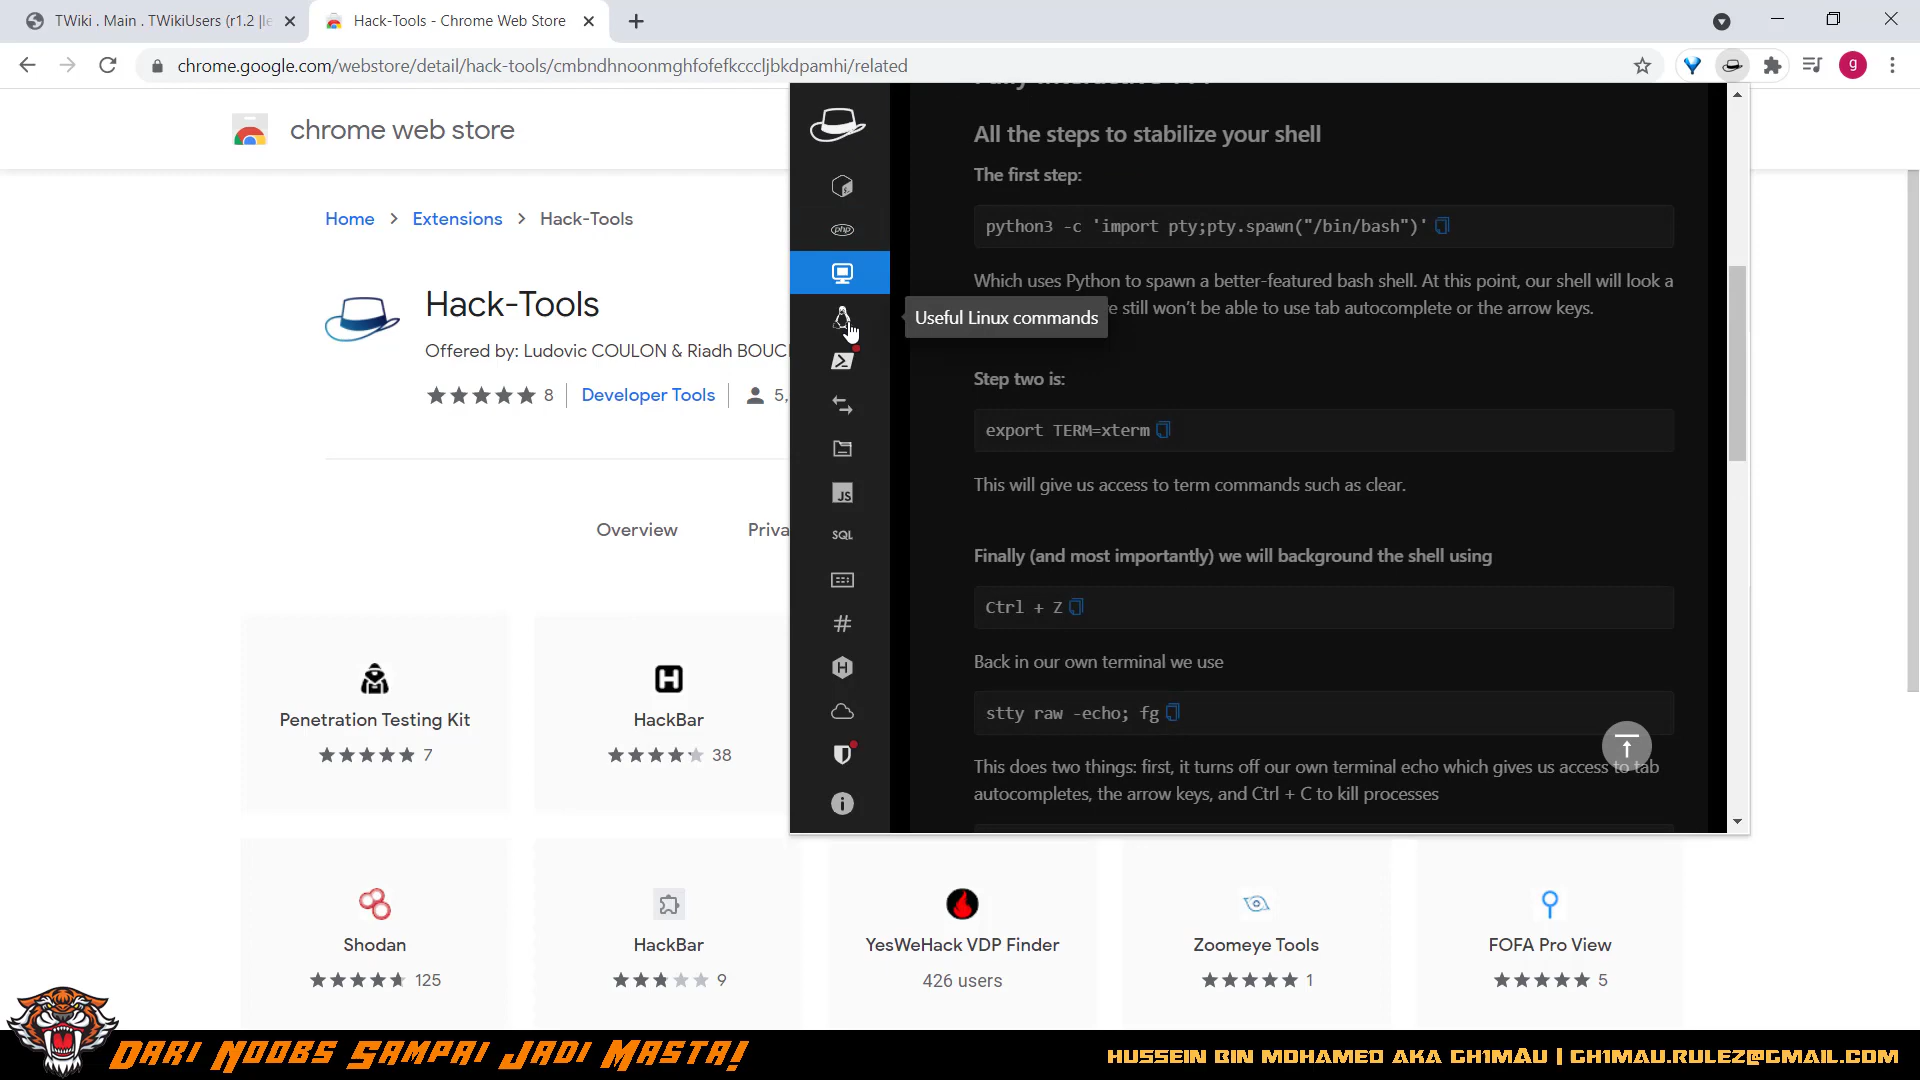 TWiki . Main . TWikiUsers (r1.2 |le
Hack-Tools - Chrome Web Store
g
chrome.google.com/webstore/detail/hack-tools/cmbndhnoonmghfofefkcccljbkdpamhi/related
chrome web store
Home > Extensions > Hack-Tools
Hack-Tools
Offered by: Ludovic COULON & Riadh BOUC
8
Developer Tools
5,
Overview
Priva
Penetration Testing Kit
7
HackBar
38
Shodan
125
HackBar
9
YesWeHack VDP Finder
426 users
Zoomeye Tools
1
FOFA Pro View
5
php
JS
SQL
#
H
Useful Linux commands
All the steps to stabilize your shell
The first step:
python3 -c 'import pty;pty.spawn("/bin/bash")'
Which uses Python to spawn a better-featured bash shell. At this point, our shell will look a
e still won't be able to use tab autocomplete or the arrow keys.
Step two is:
export TERM=xterm
This will give us access to term commands such as clear.
Finally (and most importantly) we will background the shell using
Ctrl + Z
Back in our own terminal we use
stty raw -echo; fg
This does two things: first, it turns off our own terminal echo which gives us access to tab
autocompletes, the arrow keys, and Ctrl + C to kill processes
DARI NOOBS SAMPAI JADI MASTA!
HUSSEIN BIN MOHAMED AKA GH1MAU | GH1MAU.RULEZ@GMAIL.COM